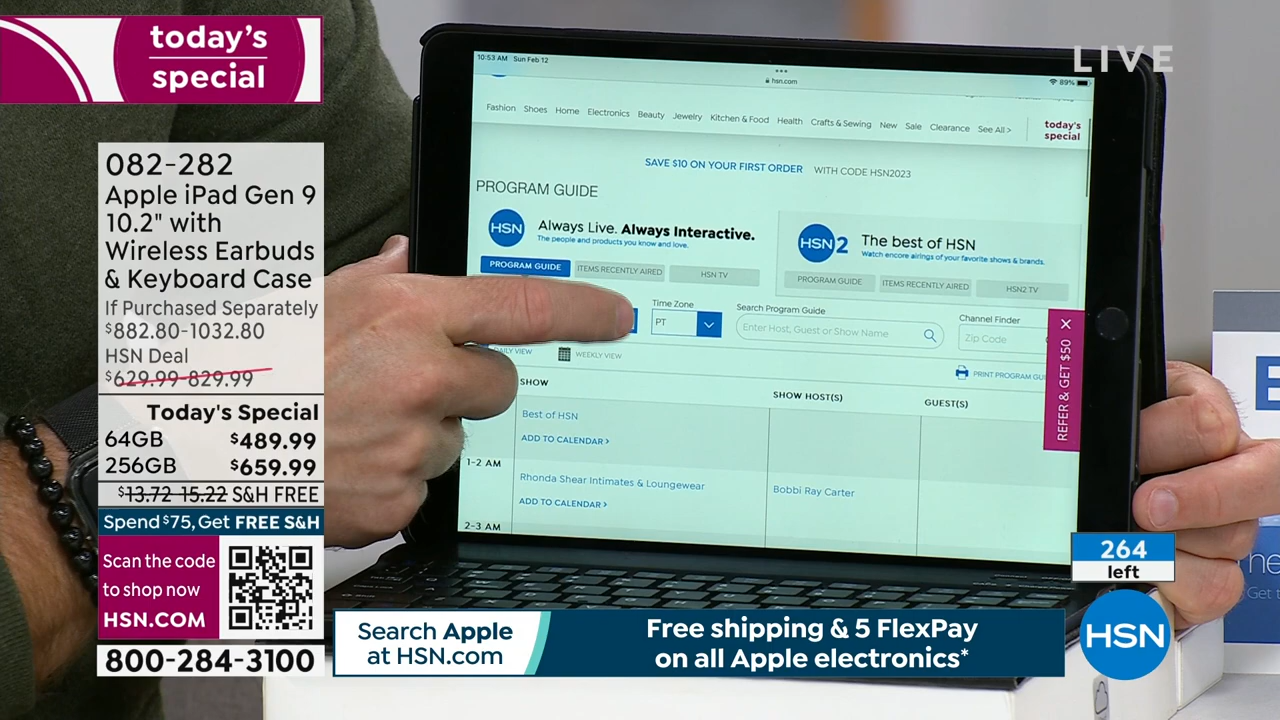 today's
special
082-282
Apple iPad Gen 9
10.2" with
Wireless Earbuds
& Keyboard Case
If Purchased Separately
$882.80-1032.80
HSN Deal
$629.99-829.99
Today's Special
64GB $489.99
256GB $659.99
$13.72-15.22 S&H FREE
Spend $75, Get FREE S&H
Scan the code
to shop now
HSN.COM
800-284-3100
LIVE
10:53 AM Sun Feb 12
hsn.com
89%
Fashion Shoes Home Electronics Beauty Jewelry Kitchen & Food Health Crafts & Sewing New Sale Clearance See All >
today's
special
SAVE $10 ON YOUR FIRST ORDER WITH CODE HSN2023
PROGRAM GUIDE
HSN
Always Live. Always Interactive.
The people and products you know and love.
PROGRAM GUIDE ITEMS RECENTLY AIRED HSN TV
HSN 2
The best of HSN
Watch encore airings of your favorite shows & brands.
PROGRAM GUIDE ITEMS RECENTLY AIRED HSN2 TV
Time Zone
PT
Search Program Guide
Enter Host, Guest or Show Name
Channel Finder
Zip Code
DAILY VIEW WEEKLY VIEW
PRINT PROGRAM GUI
SHOW SHOW HOST(S) GUEST(S)
Best of HSN
ADD TO CALENDAR >
1-2 AM
Rhonda Shear Intimates & Loungewear Bobbi Ray Carter
ADD TO CALENDAR >
2-3 AM
REFER & GET $50 X
264
left
Search Apple
at HSN.com
Free shipping & 5 FlexPay
on all Apple electronics*
HSN